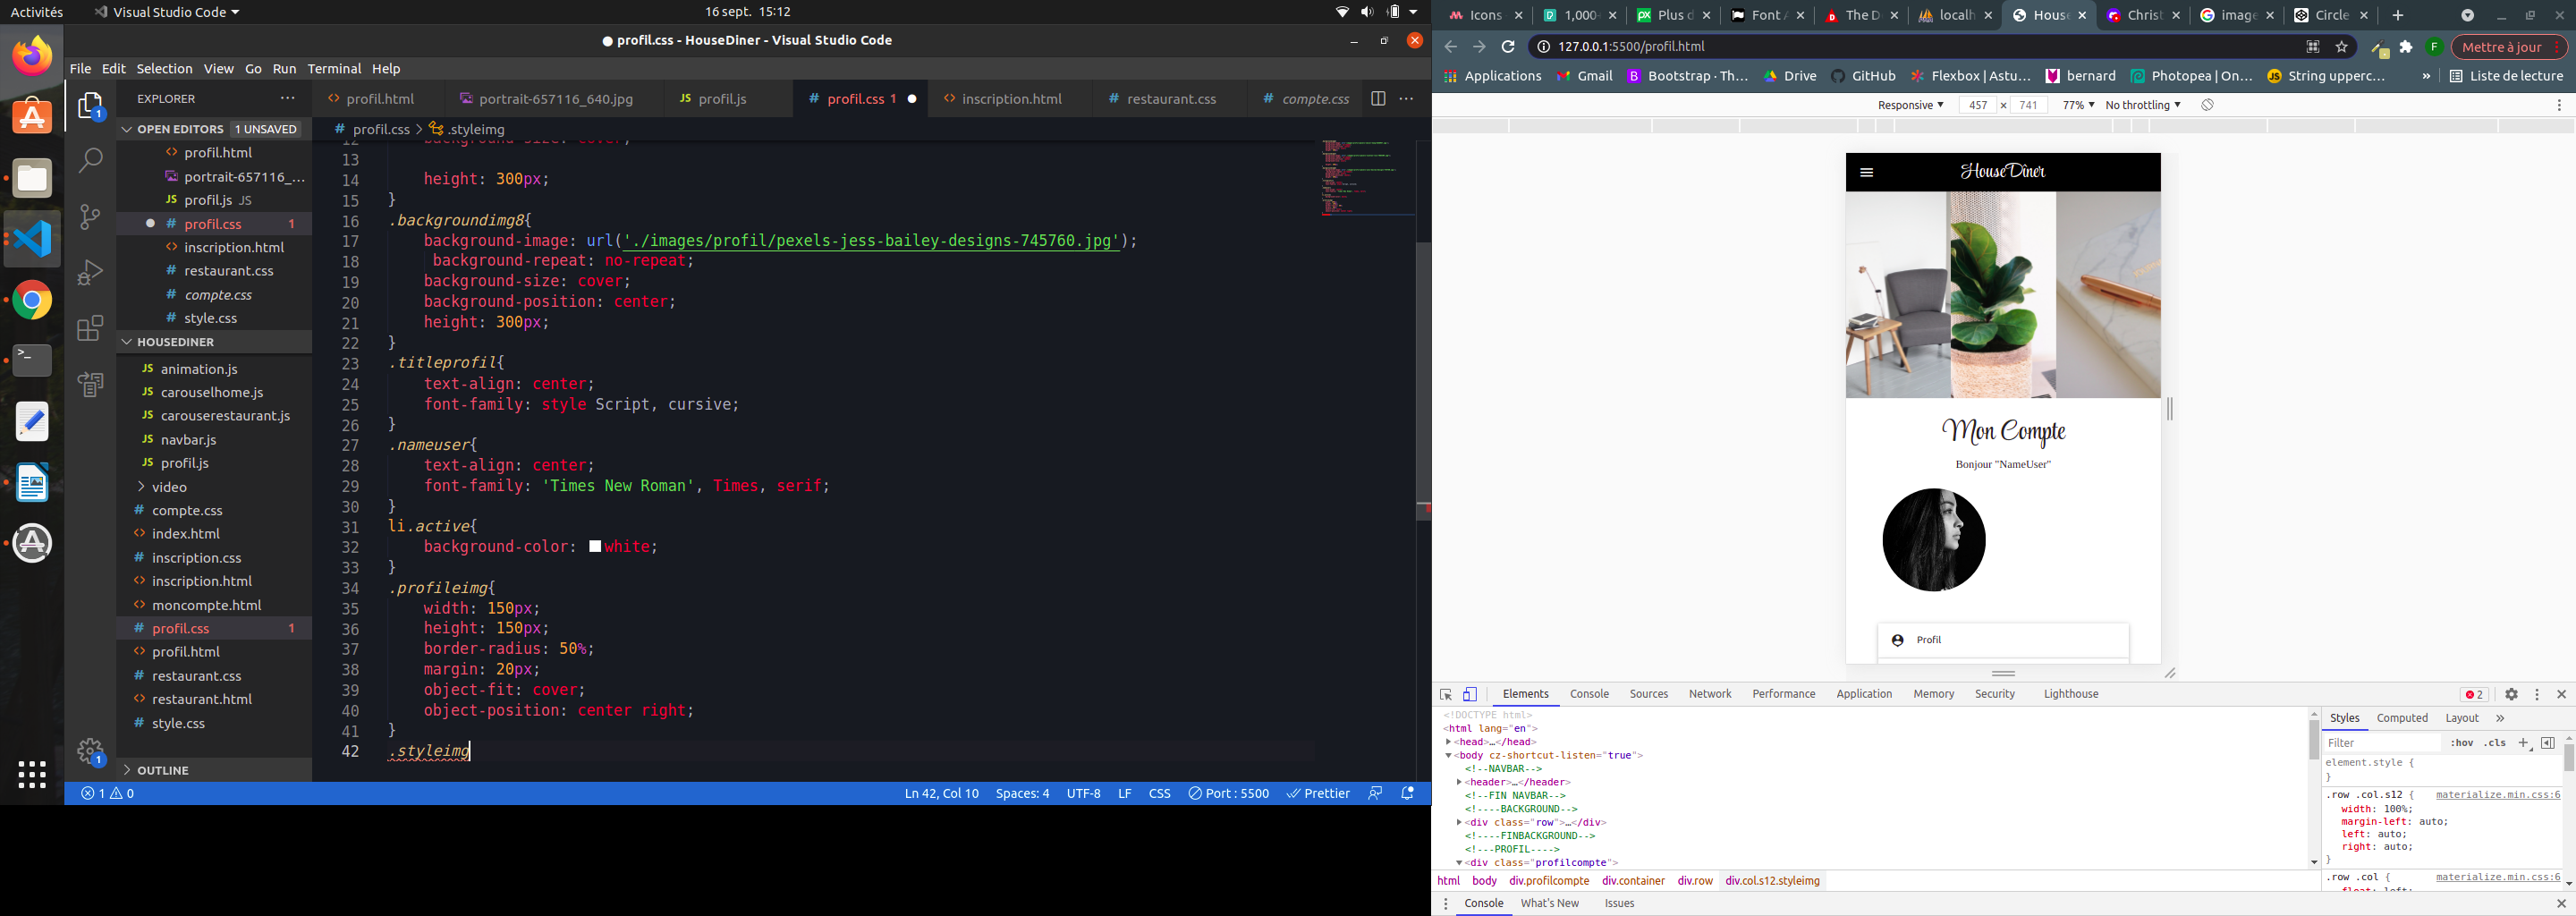 Activités
Visual Studio Code
16 sept. 15:12
● profil.css - HouseDiner - Visual Studio Code
File Edit Selection View Go Run Terminal Help
EXPLORER
profil.html
portrait-657116_640.jpg
profil.js
profil.css 1
inscription.html
restaurant.css
compte.css
OPEN EDITORS 1 UNSAVED
profil.html
portrait-657116_...
profil.js JS
profil.css 1
inscription.html
restaurant.css
compte.css
style.css
HOUSEDINER
animation.js
carouselhome.js
carouserestaurant.js
navbar.js
profil.js
video
compte.css
index.html
inscription.css
inscription.html
moncompte.html
profil.css 1
profil.html
restaurant.css
restaurant.html
style.css
OUTLINE
profil.css > .styleimg
12 background-size: cover;
13
14 height: 300px;
15 }
16 .backgroundimg8{
17 background-image: url('./images/profil/pexels-jess-bailey-designs-745760.jpg');
18 background-repeat: no-repeat;
19 background-size: cover;
20 background-position: center;
21 height: 300px;
22 }
23 .titleprofil{
24 text-align: center;
25 font-family: style Script, cursive;
26 }
27 .nameuser{
28 text-align: center;
29 font-family: 'Times New Roman', Times, serif;
30 }
31 li.active{
32 background-color: white;
33 }
34 .profileimg{
35 width: 150px;
36 height: 150px;
37 border-radius: 50%;
38 margin: 20px;
39 object-fit: cover;
40 object-position: center right;
41 }
42 .styleimg
1 0
Ln 42, Col 10 Spaces: 4 UTF-8 LF CSS Port : 5500 Prettier
Icons
1,000
Plus d
Font A
The D
localh
House
Christ
image
Circle
127.0.0.1:5500/profil.html
F
Mettre à jour
Applications Gmail Bootstrap · Th... Drive GitHub Flexbox | Astu... bernard Photopea | On... String upperc... » Liste de lecture
Responsive 457 × 741 77% No throttling
HouseDîner
Mon Compte
Bonjour "NameUser"
Profil
Elements Console Sources Network Performance Application Memory Security Lighthouse 2
<!DOCTYPE html>
<html lang="en">
<head>…</head>
<body cz-shortcut-listen="true">
<!--NAVBAR-->
<header>…</header>
<!--FIN NAVBAR-->
<!----BACKGROUND-->
<div class="row">…</div>
<!----FINBACKGROUND-->
<!---PROFIL---->
<div class="profilcompte">
html body div.profilcompte div.container div.row div.col.s12.styleimg
Styles Computed Layout »
Filter :hov .cls +
element.style {
}
.row .col.s12 { materialize.min.css:6
width: 100%;
margin-left: auto;
left: auto;
right: auto;
}
.row .col { materialize.min.css:6
float: left;
Console What's New Issues